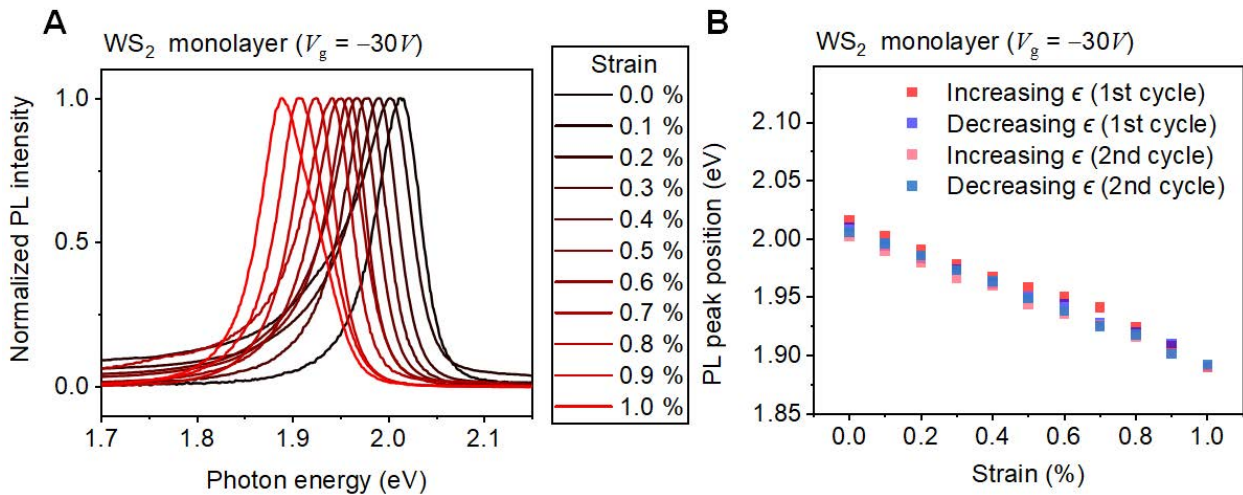 A
WS₂ monolayer (Vg = −30V)
Normalized PL intensity
1.0
0.5
0.0
1.7
1.8
1.9
2.0
2.1
Photon energy (eV)
Strain
0.0 %
0.1 %
0.2 %
0.3 %
0.4 %
0.5 %
0.6 %
0.7 %
0.8 %
0.9 %
1.0 %
B
WS₂ monolayer (Vg = −30V)
Increasing ϵ (1st cycle)
Decreasing ϵ (1st cycle)
Increasing ϵ (2nd cycle)
Decreasing ϵ (2nd cycle)
PL peak position (eV)
2.10
2.05
2.00
1.95
1.90
1.85
0.0
0.2
0.4
0.6
0.8
1.0
Strain (%)